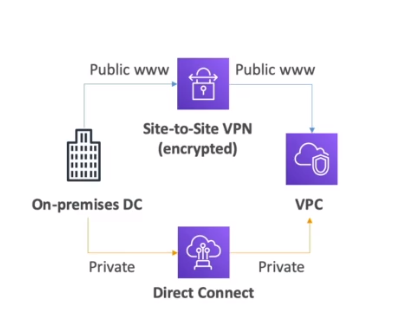 Public www
Public www
Site-to-Site VPN
(encrypted)
On-premises DC
VPC
Private
Private
Direct Connect